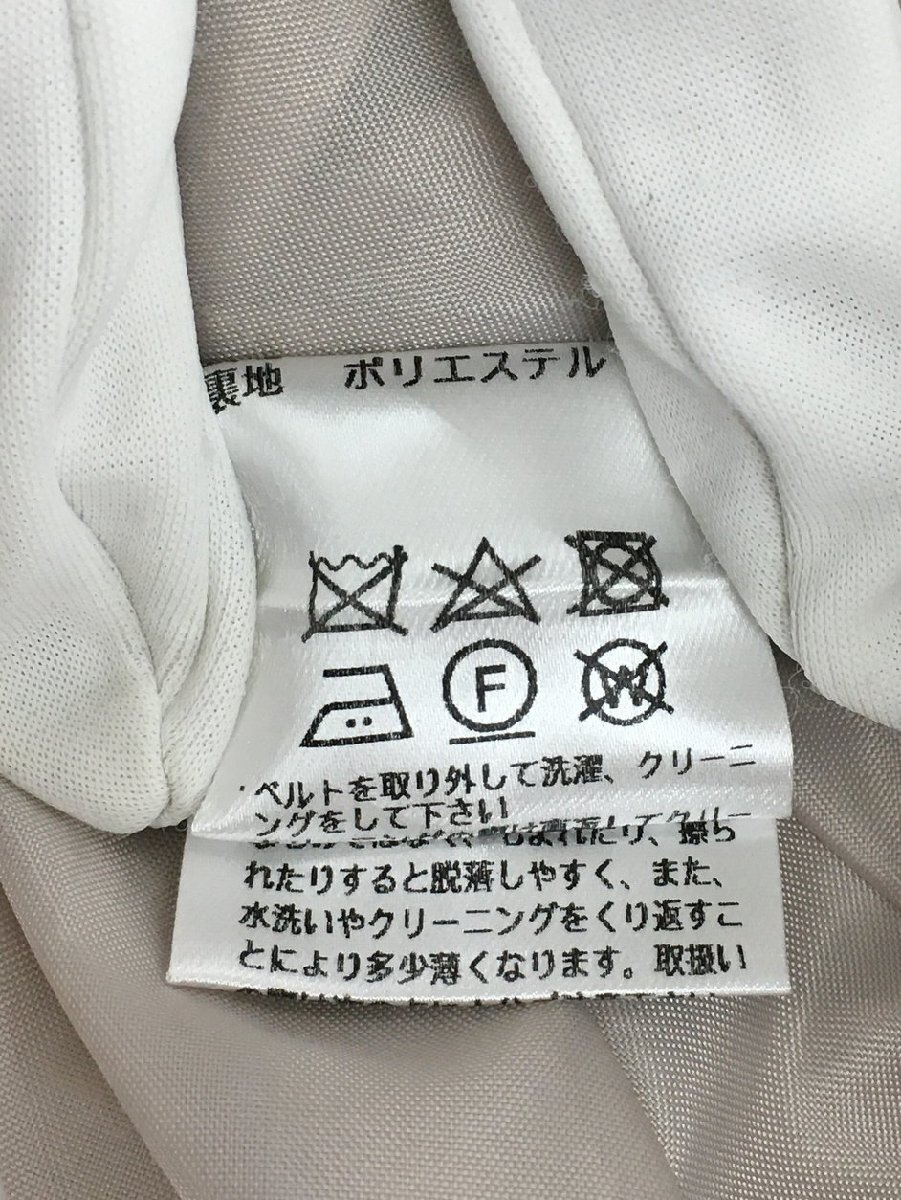 裏地 ポリエステル
F
W
・ベルトを取り外して洗濯、クリーニ
ングをして下さい
れたりすると脱落しやすく、また、
水洗いやクリーニングをくり返すこ
とにより多少薄くなります。取扱い